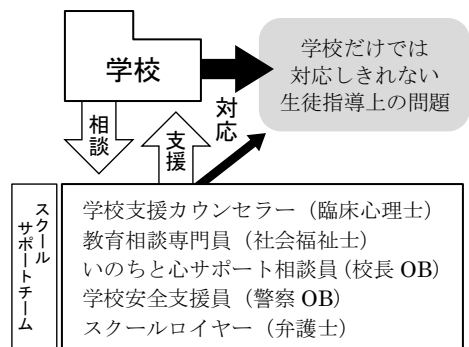 学校
学校だけでは
対応しきれない
生徒指導上の問題
対応
相談
支援
スクール
サポートチーム
学校支援カウンセラー（臨床心理士）
教育相談専門員（社会福祉士）
いのちと心サポート相談員（校長 OB）
学校安全支援員（警察 OB）
スクールロイヤー（弁護士）